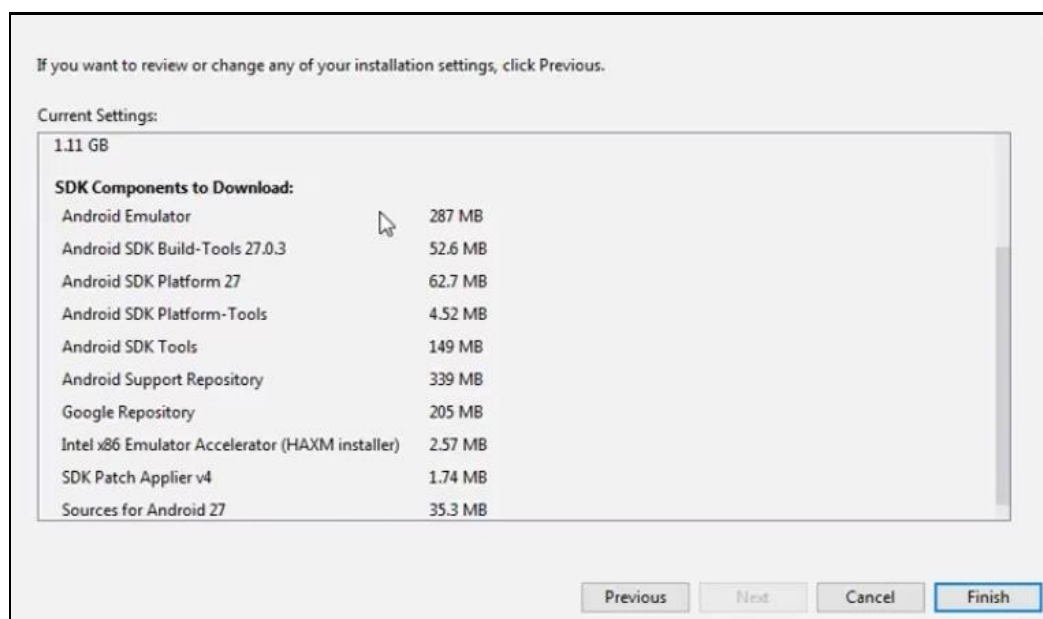 If you want to review or change any of your installation settings, click Previous.
Current Settings:
1.11 GB
SDK Components to Download:
Android Emulator 287 MB
Android SDK Build-Tools 27.0.3 52.6 MB
Android SDK Platform 27 62.7 MB
Android SDK Platform-Tools 4.52 MB
Android SDK Tools 149 MB
Android Support Repository 339 MB
Google Repository 205 MB
Intel x86 Emulator Accelerator (HAXM installer) 2.57 MB
SDK Patch Applier v4 1.74 MB
Sources for Android 27 35.3 MB
Previous Next Cancel Finish